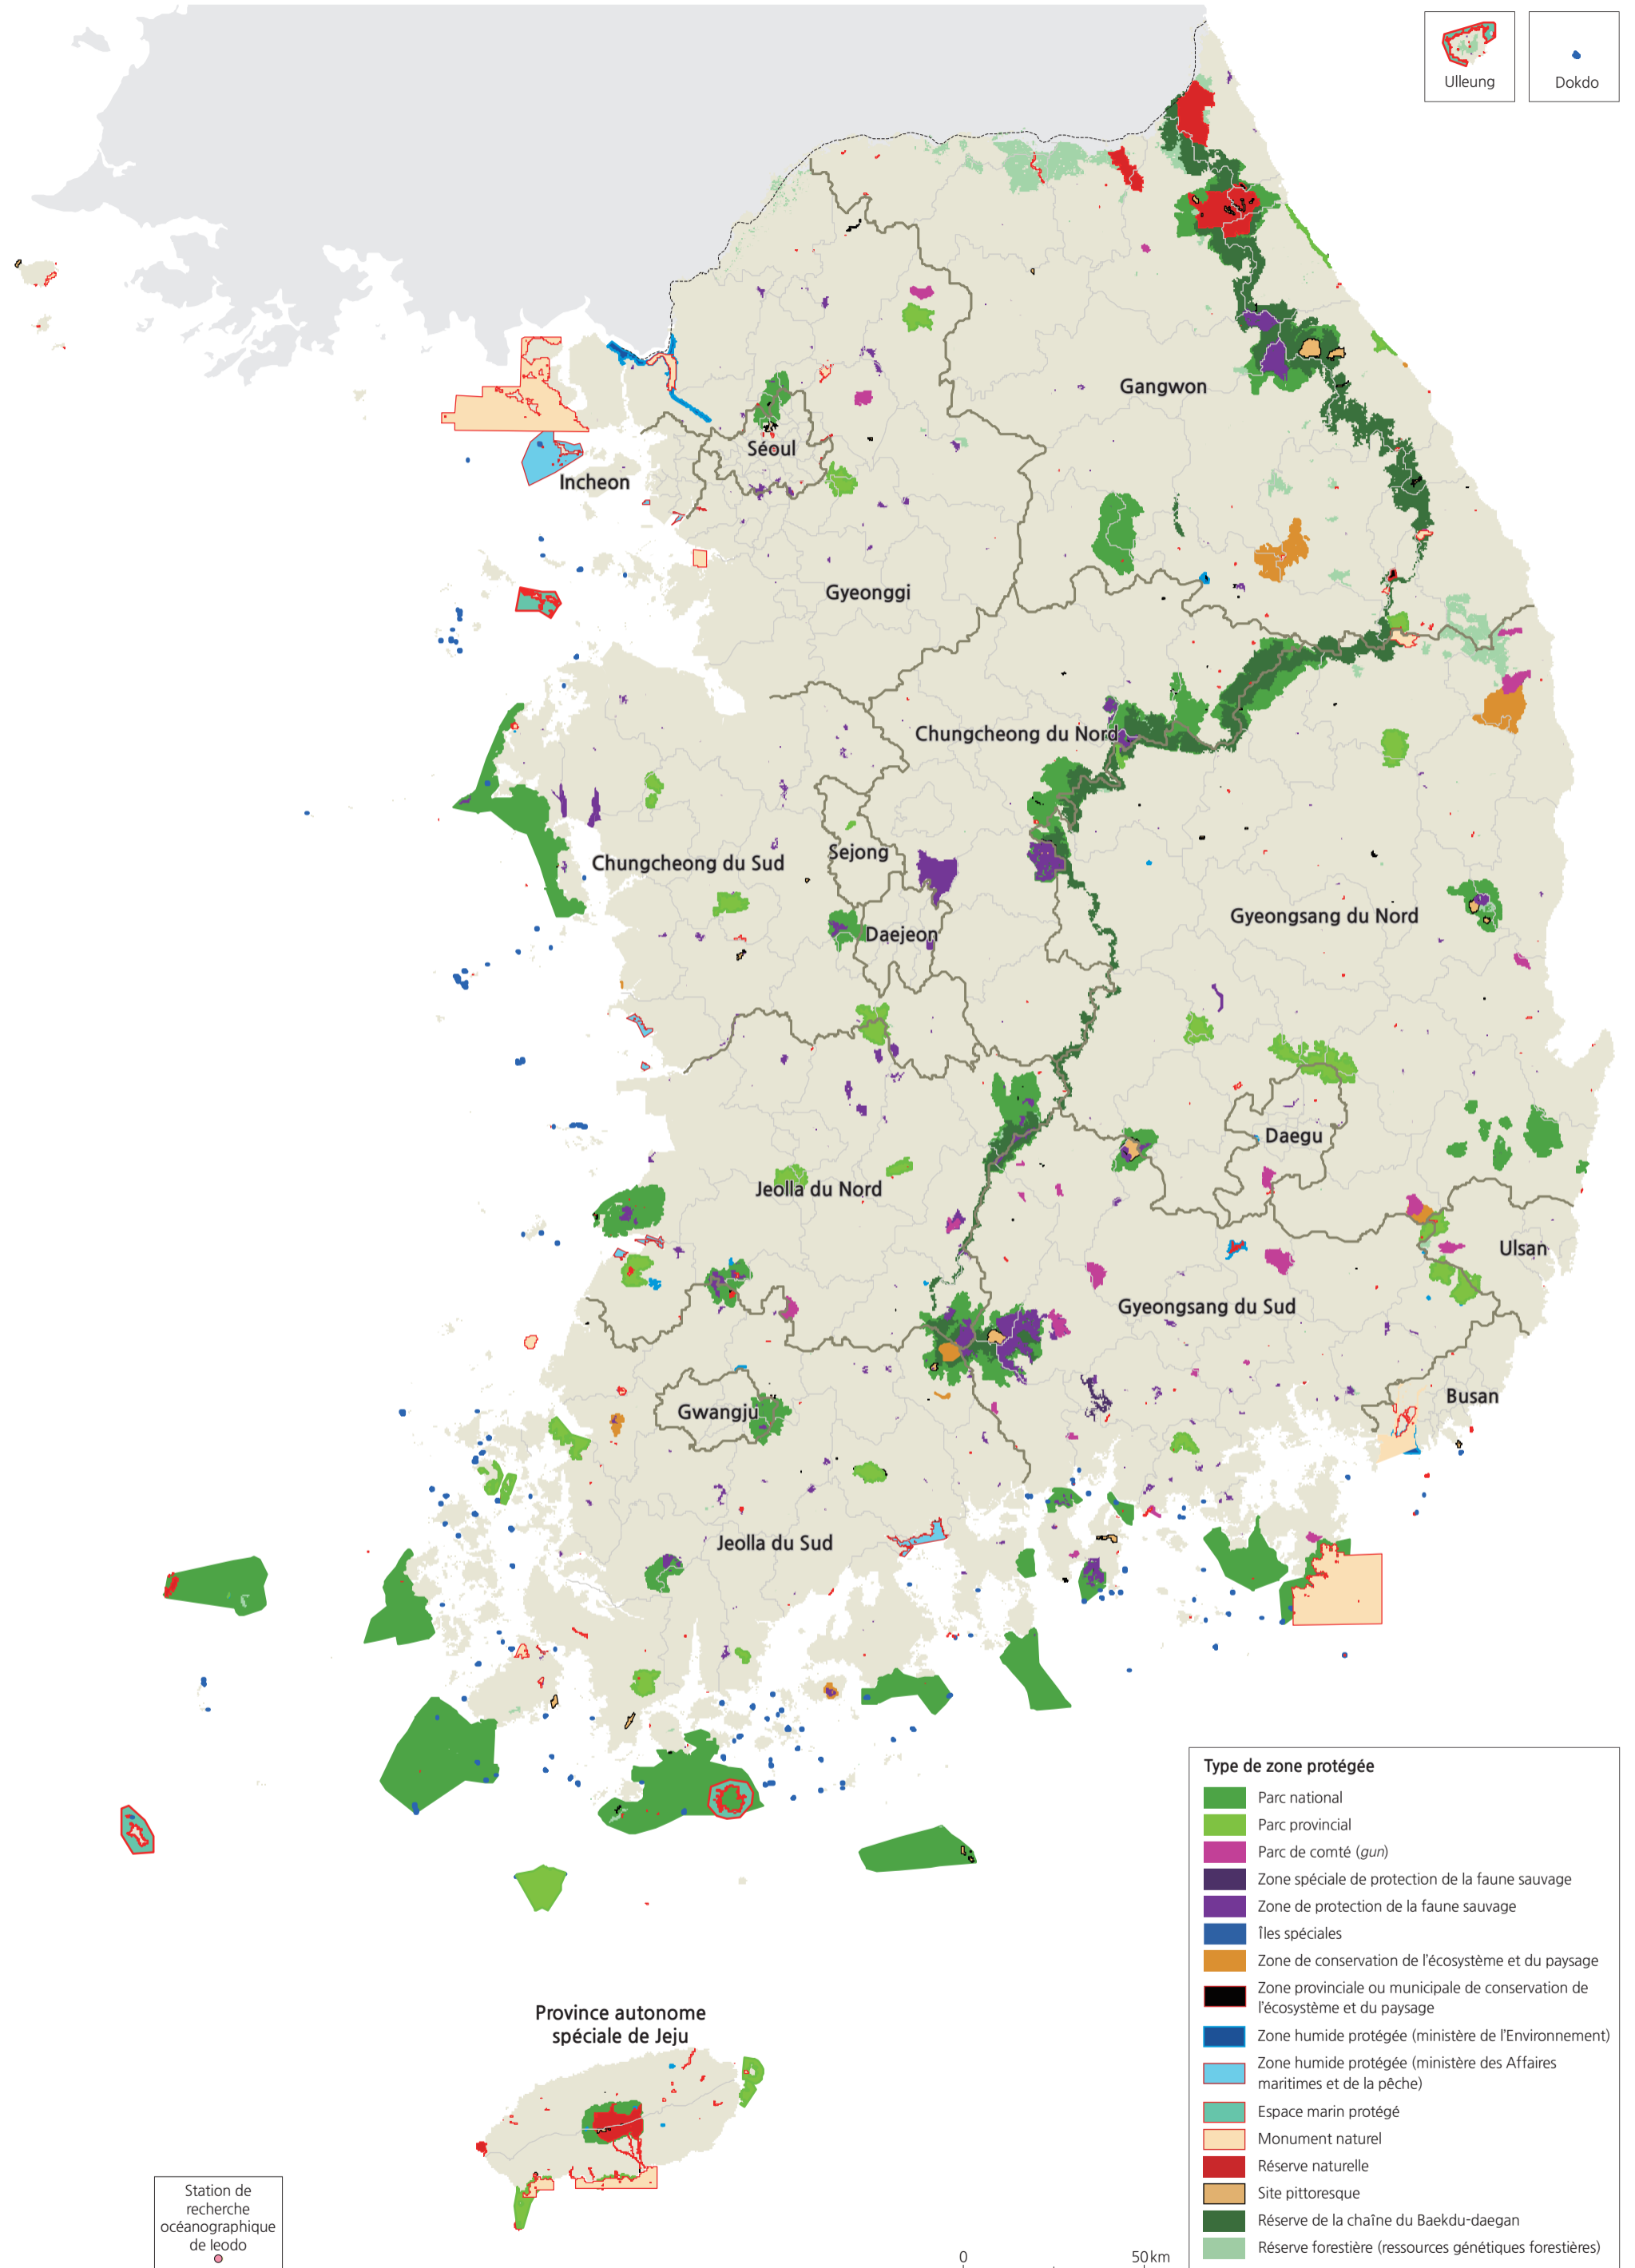 Ulleung
Dokdo
Gangwon
Séoul
Incheon
Gyeonggi
Chungcheong du Nord
Chungcheong du Sud
Sejong
Daejeon
Gyeongsang du Nord
Daegu
Jeolla du Nord
Ulsan
Gyeongsang du Sud
Busan
Gwangju
Jeolla du Sud
Type de zone protégée
Parc national
Parc provincial
Parc de comté (gun)
Zone spéciale de protection de la faune sauvage
Zone de protection de la faune sauvage
Îles spéciales
Zone de conservation de l'écosystème et du paysage
Zone provinciale ou municipale de conservation de
l'écosystème et du paysage
Zone humide protégée (ministère de l'Environnement)
Zone humide protégée (ministère des Affaires
maritimes et de la pêche)
Espace marin protégé
Monument naturel
Réserve naturelle
Site pittoresque
Réserve de la chaîne du Baekdu-daegan
Réserve forestière (ressources génétiques forestières)
Province autonome
spéciale de Jeju
Station de
recherche
océanographique
de Ieodo
0 50 km